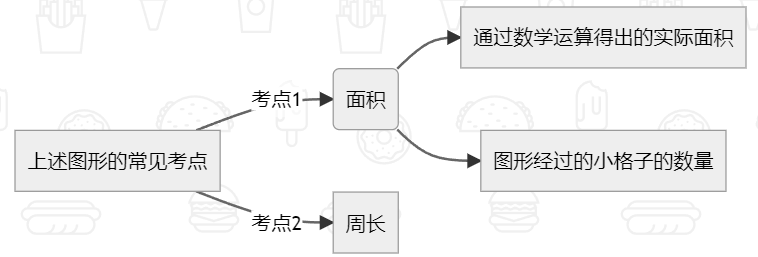 通过数学运算得出的实际面积
考点1
面积
上述图形的常见考点
图形经过的小格子的数量
考点2
周长